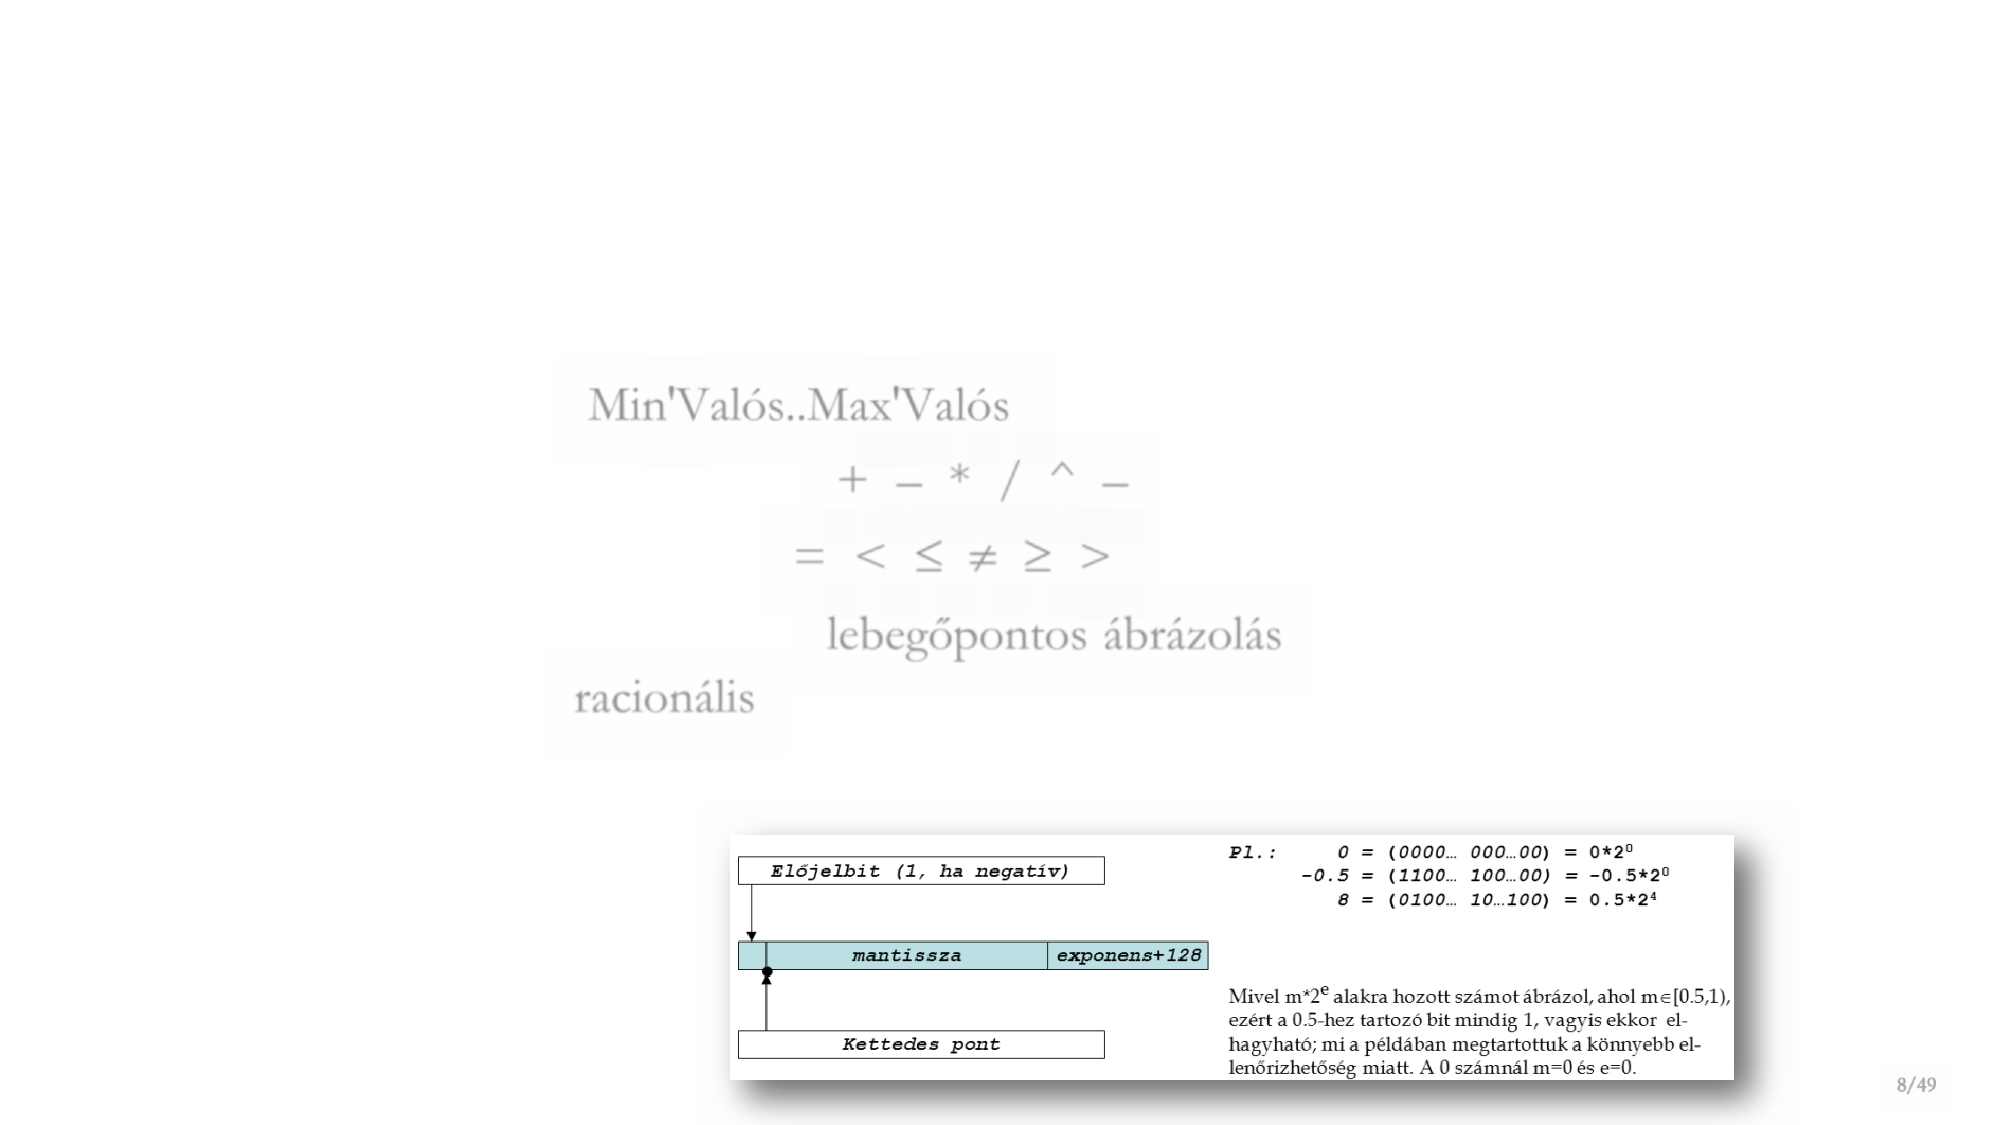 Min'Valós..Max'Valós
+ – * / ^ –
= < ≤ ≠ ≥ >
lebegőpontos ábrázolás
racionális
Előjelbit (1, ha negatív)
mantissza exponens+128
Kettedes pont
Pl.: 0 = (0000… 000…00) = 0*2⁰
-0.5 = (1100… 100…00) = -0.5*2⁰
8 = (0100… 10…100) = 0.5*2⁴
Mivel m*2ᵉ alakra hozott számot ábrázol, ahol m∈[0.5,1),
ezért a 0.5-hez tartozó bit mindig 1, vagyis ekkor el-
hagyható; mi a példában megtartottuk a könnyebb el-
lenőrizhetőség miatt. A 0 számnál m=0 és e=0.
8/49